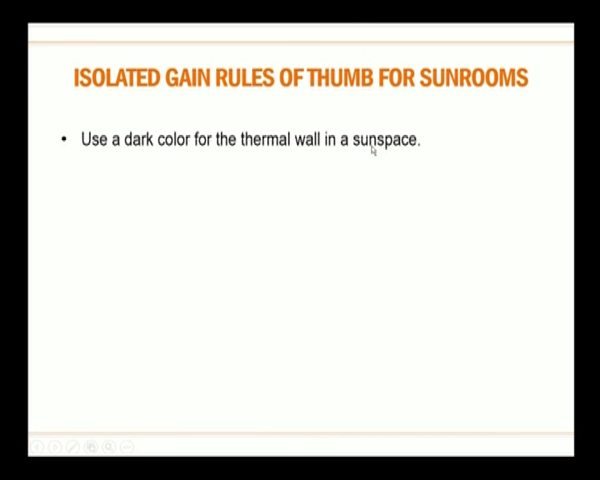 ISOLATED GAIN RULES OF THUMB FOR SUNROOMS
• Use a dark color for the thermal wall in a sunspace.